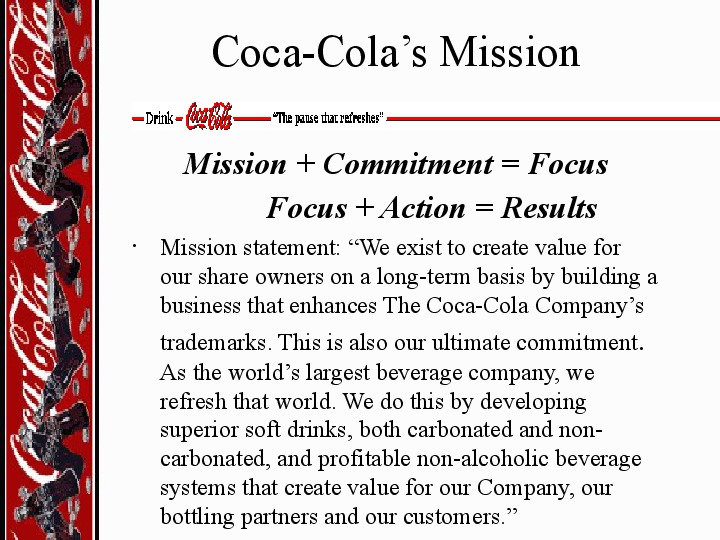 Coca-Cola’s Mission
Drink Coca-Cola “The pause that refreshes”
Mission + Commitment = Focus
Focus + Action = Results
• Mission statement: “We exist to create value for
our share owners on a long-term basis by building a
business that enhances The Coca-Cola Company’s
trademarks. This is also our ultimate commitment.
As the world’s largest beverage company, we
refresh that world. We do this by developing
superior soft drinks, both carbonated and non-
carbonated, and profitable non-alcoholic beverage
systems that create value for our Company, our
bottling partners and our customers.”
Coca-Cola
Coca-Cola